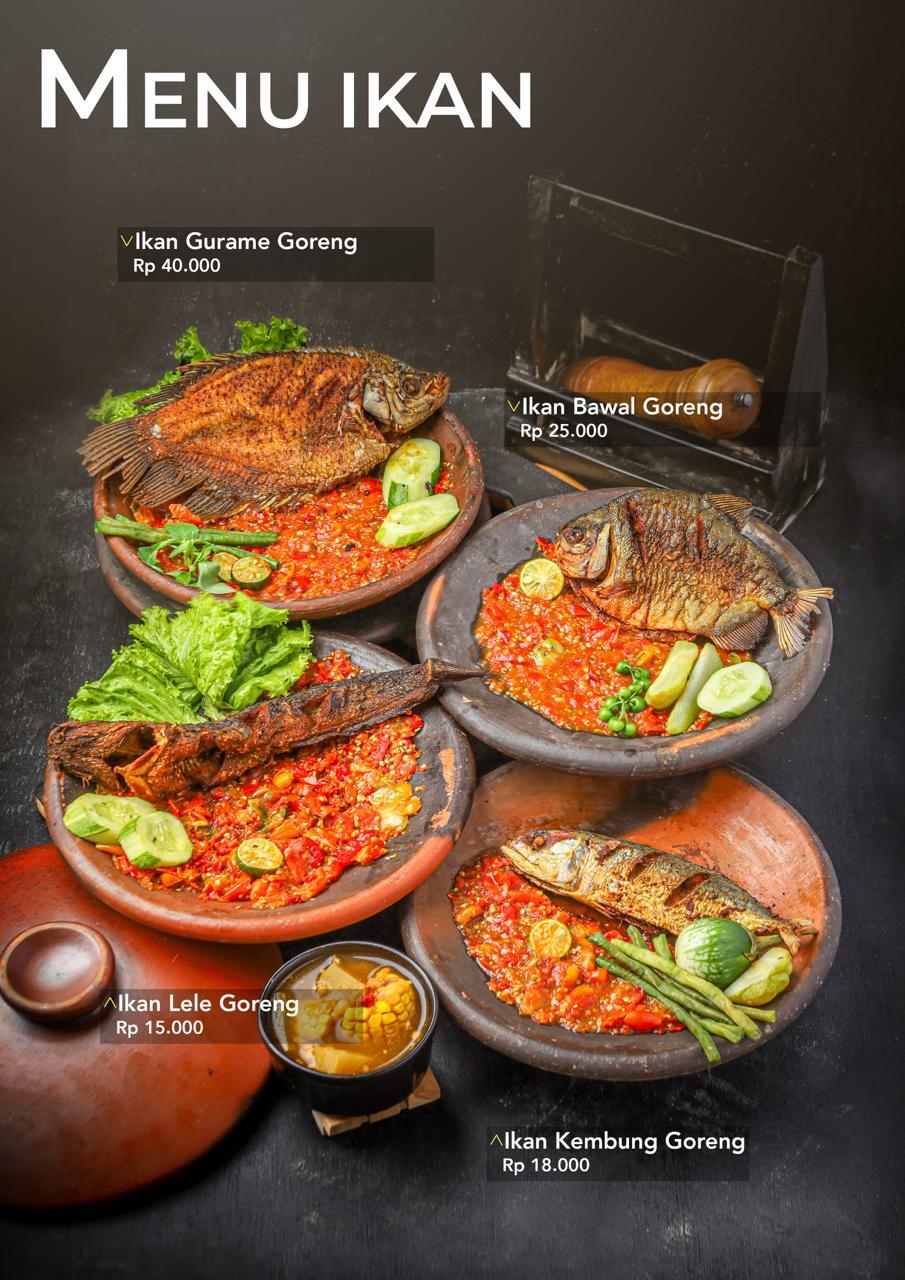 MENU IKAN
Ikan Gurame Goreng
Rp 40.000
Ikan Bawal Goreng
Rp 25.000
Ikan Lele Goreng
Rp 15.000
Ikan Kembung Goreng
Rp 18.000